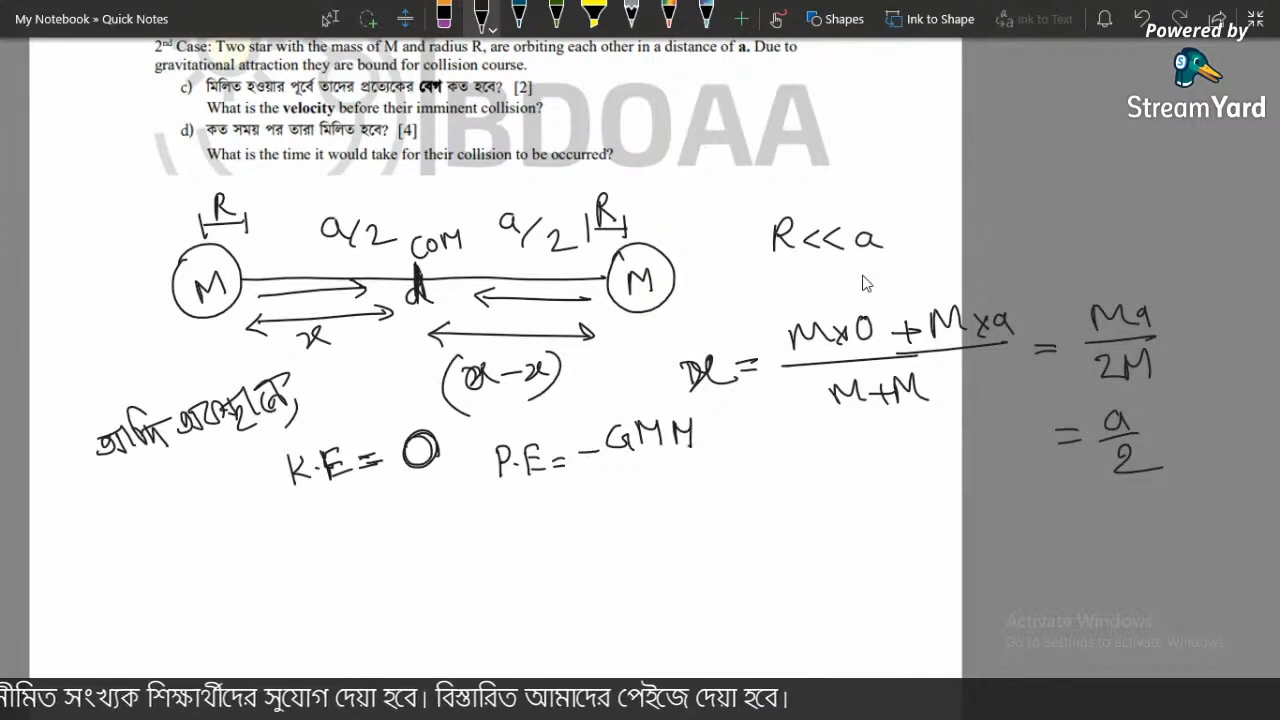 My Notebook » Quick Notes
Shapes
Ink to Shape
Ink to Text
Powered by
StreamYard
2nd Case: Two star with the mass of M and radius R, are orbiting each other in a distance of a. Due to
gravitational attraction they are bound for collision course.
c) মিলিত হওয়ার পূর্বে তাদের প্রত্যেকের বেগ কত হবে? [2]
What is the velocity before their imminent collision?
d) কত সময় পর তারা মিলিত হবে? [4]
What is the time it would take for their collision to be occurred?
BDOAA
R a/2 COM a/2 R
M M
x (x - x)
R << a
x = (M×0 + M×a)/(M+M) = Ma/2M
= a/2
আদি অবস্থানে,
K.E = 0 P.E = -GMM
Activate Windows
Go to Settings to activate Windows.
নীমিত সংখ্যক শিক্ষার্থীদের সুযোগ দেয়া হবে। বিস্তারিত আমাদের পেইজে দেয়া হবে।